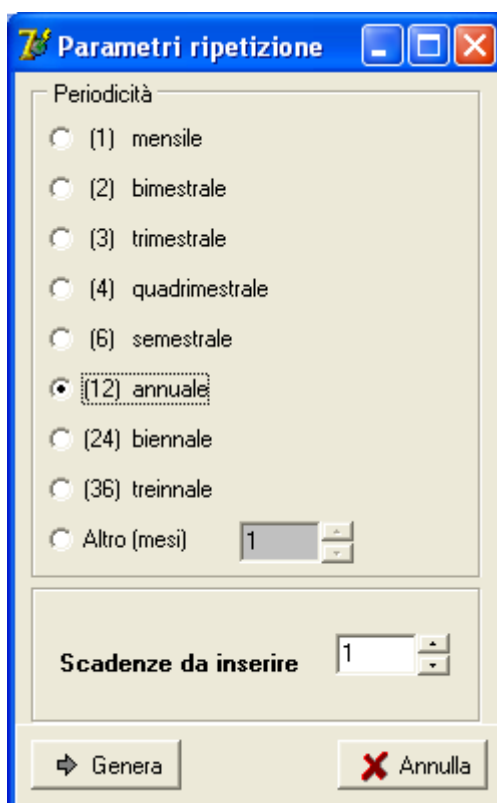 Parametri ripetizione
Periodicità
(1) mensile
(2) bimestrale
(3) trimestrale
(4) quadrimestrale
(6) semestrale
(12) annuale
(24) biennale
(36) treinnale
Altro (mesi) 1
Scadenze da inserire 1
Genera Annulla